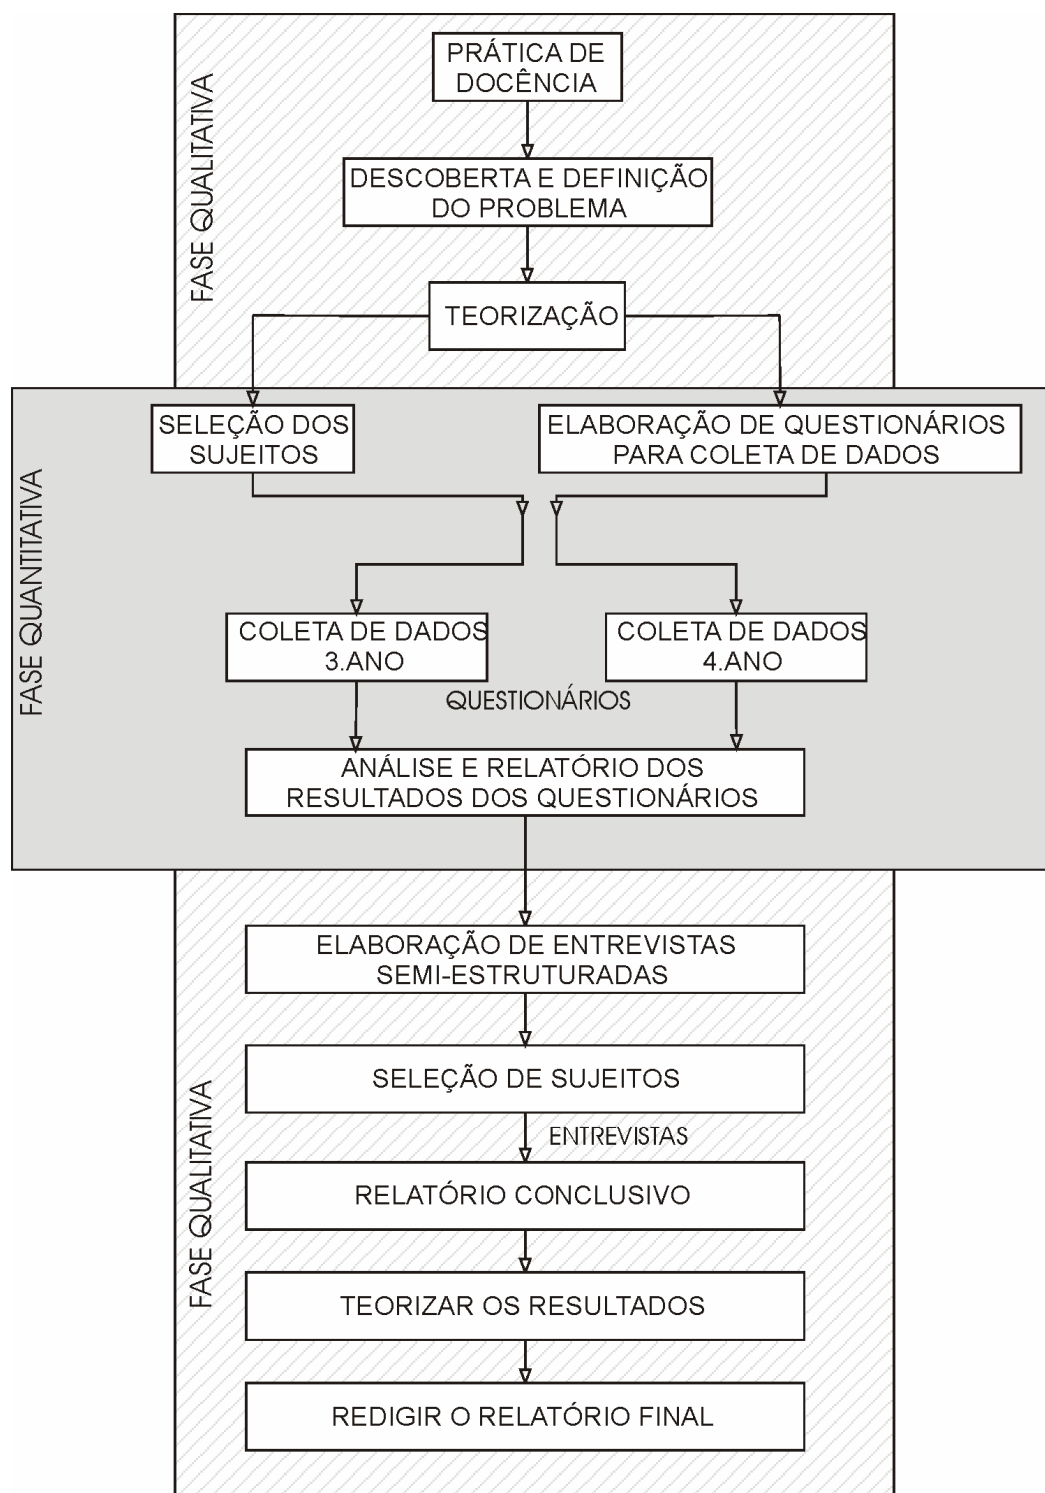 FASE QUALITATIVA
PRÁTICA DE
DOCÊNCIA
DESCOBERTA E DEFINIÇÃO
DO PROBLEMA
TEORIZAÇÃO
FASE QUANTITATIVA
SELEÇÃO DOS
SUJEITOS
ELABORAÇÃO DE QUESTIONÁRIOS
PARA COLETA DE DADOS
COLETA DE DADOS
3.ANO
COLETA DE DADOS
4.ANO
QUESTIONÁRIOS
ANÁLISE E RELATÓRIO DOS
RESULTADOS DOS QUESTIONÁRIOS
FASE QUALITATIVA
ELABORAÇÃO DE ENTREVISTAS
SEMI-ESTRUTURADAS
SELEÇÃO DE SUJEITOS
ENTREVISTAS
RELATÓRIO CONCLUSIVO
TEORIZAR OS RESULTADOS
REDIGIR O RELATÓRIO FINAL